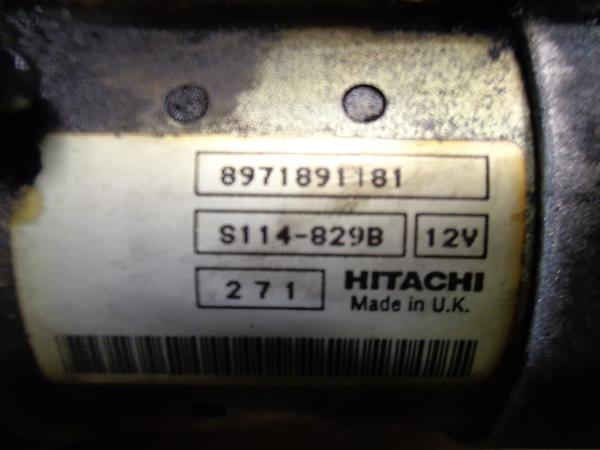 8971891181
S114-829B 12V
271 HITACHI
Made in U.K.